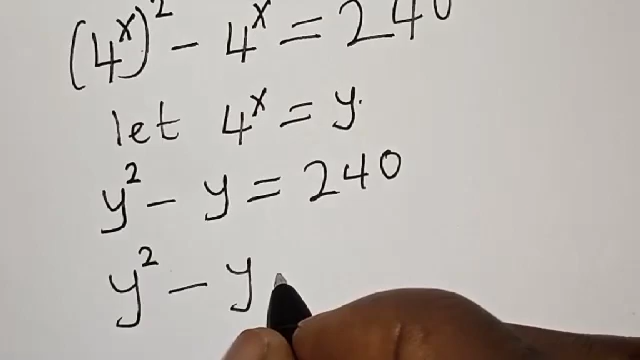 (4^x)^2 - 4^x = 240
let 4^x = y.
y^2 - y = 240
y^2 - y